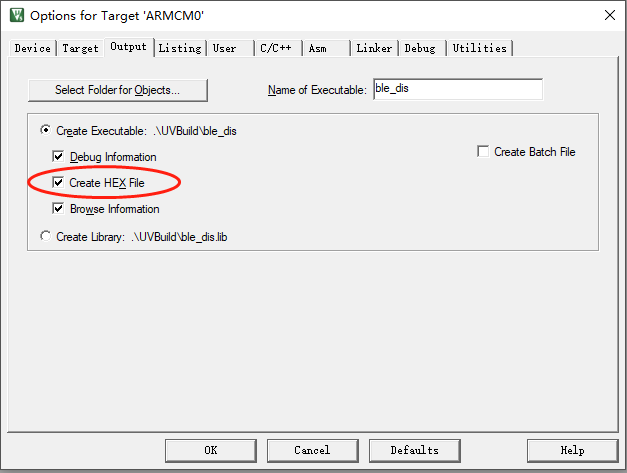 Options for Target 'ARMCM0'
Device Target Output Listing User C/C++ Asm Linker Debug Utilities
Select Folder for Objects... Name of Executable: ble_dis
Create Executable: .\UVBuild\ble_dis
Debug Information Create Batch File
Create HEX File
Browse Information
Create Library: .\UVBuild\ble_dis.lib
OK Cancel Defaults Help